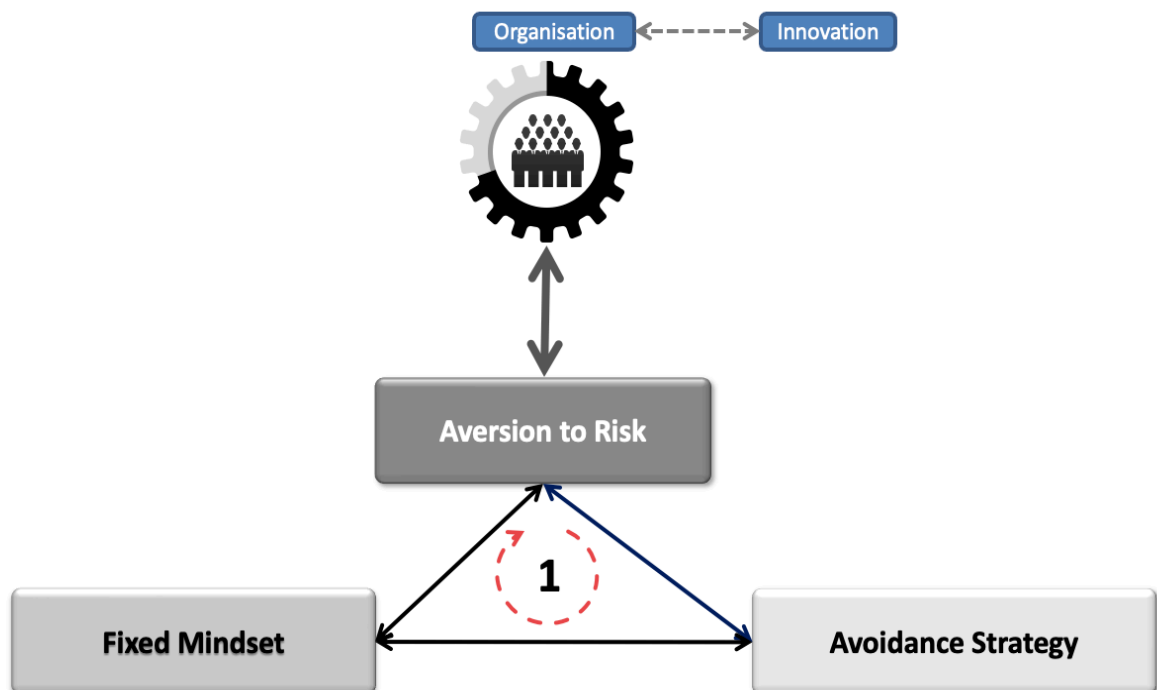 Organisation
Innovation
Aversion to Risk
1
Fixed Mindset
Avoidance Strategy